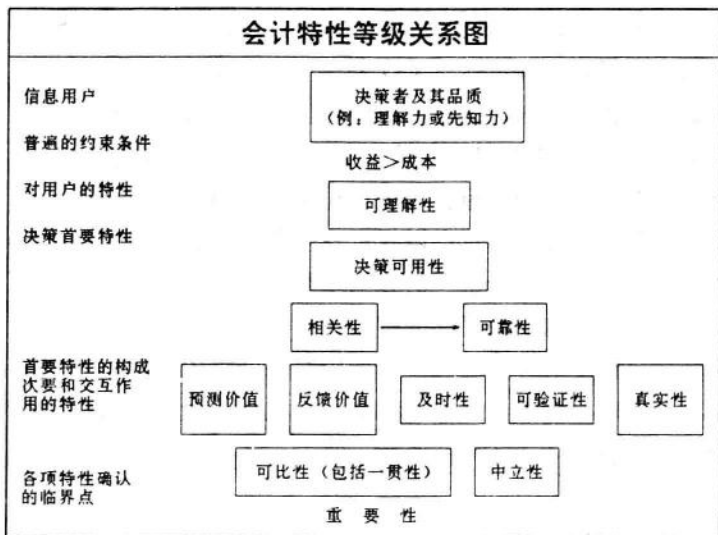 会计特性等级关系图
信息用户
决策者及其品质
(例：理解力或先知力)
普遍的约束条件
收益＞成本
对用户的特性
可理解性
决策首要特性
决策可用性
相关性
可靠性
首要特性的构成
次要和交互作
用的特性
预测价值
反馈价值
及时性
可验证性
真实性
各项特性确认
的临界点
可比性（包括一贯性）
中立性
重要性